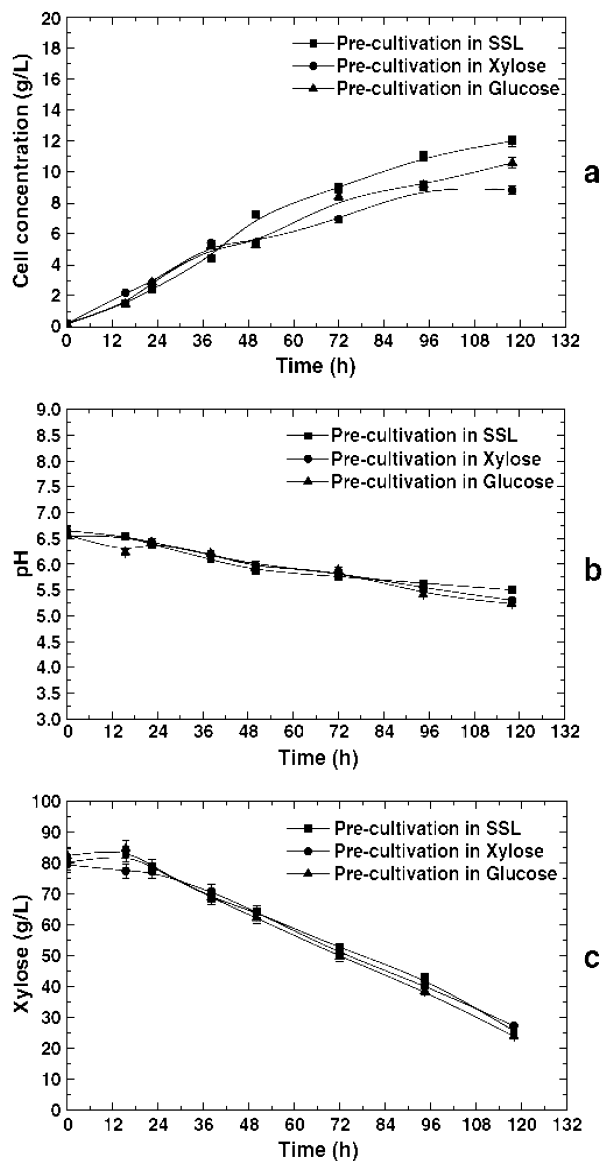 20
18
16
14
12
10
8
6
4
2
0
Cell concentration (g/L)
Pre-cultivation in SSL
Pre-cultivation in Xylose
Pre-cultivation in Glucose
a
0 12 24 36 48 60 72 84 96 108 120 132
Time (h)
9.0
8.5
8.0
7.5
7.0
6.5
6.0
5.5
5.0
4.5
4.0
3.5
3.0
pH
Pre-cultivation in SSL
Pre-cultivation in Xylose
Pre-cultivation in Glucose
b
0 12 24 36 48 60 72 84 96 108 120 132
Time (h)
100
90
80
70
60
50
40
30
20
10
0
Xylose (g/L)
Pre-cultivation in SSL
Pre-cultivation in Xylose
Pre-cultivation in Glucose
c
0 12 24 36 48 60 72 84 96 108 120 132
Time (h)